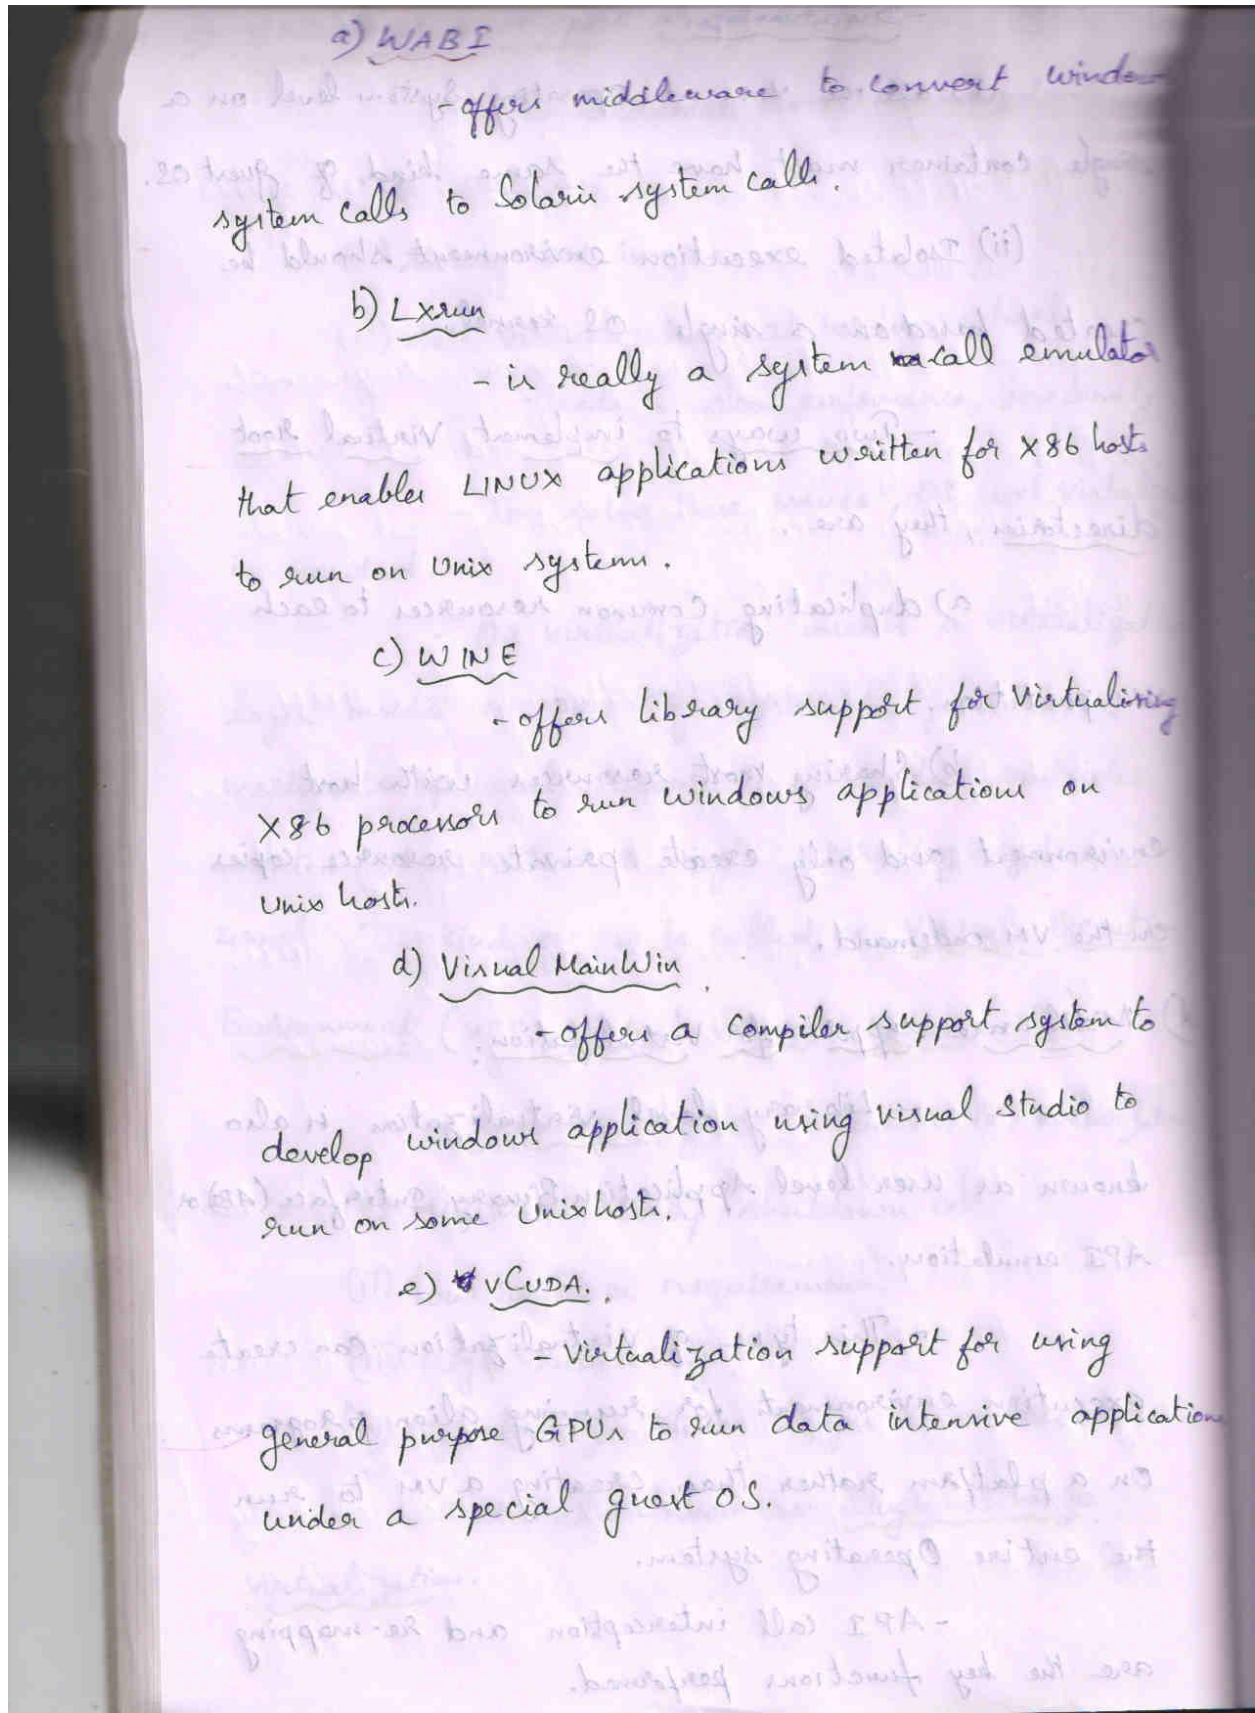 a) WABI
- offers middleware to convert window
system calls to Solaris system calls.
b) Lxrun
- is really a system call emulator
that enables LINUX applications written for X86 hosts
to run on Unix systems.
c) WINE
- offers library support for Virtualising
X86 processors to run windows applications on
Unix hosts.
d) Visual MainWin
- offers a compiler support system to
develop windows application using visual studio to
run on some Unix hosts.
e) vCUDA.
- Virtualization support for using
general purpose GPUs to run data intensive application
under a special guest OS.